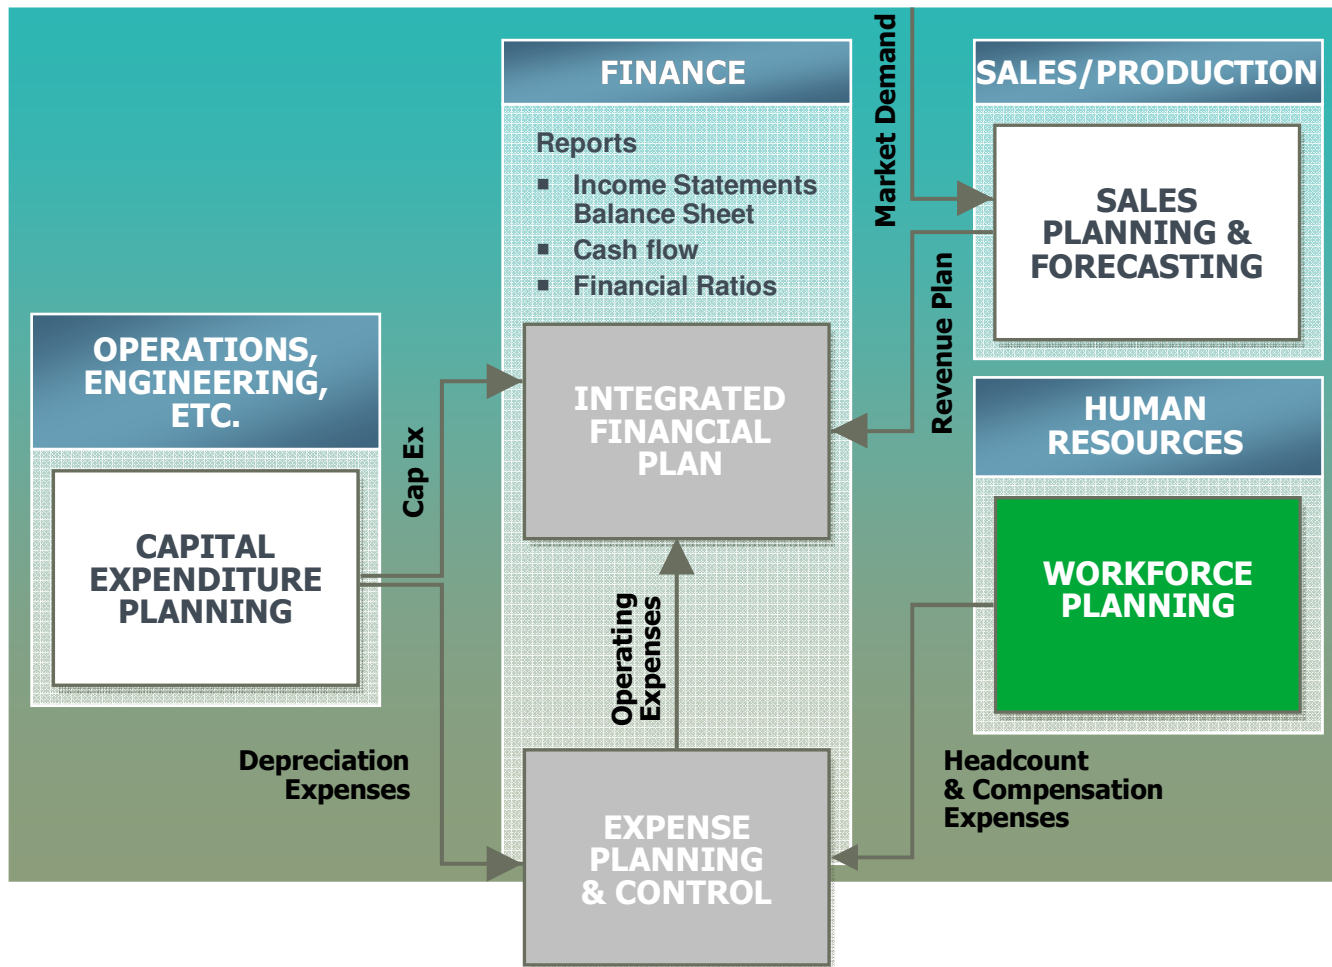 FINANCE
Reports
▪ Income Statements
Balance Sheet
▪ Cash flow
▪ Financial Ratios
INTEGRATED
FINANCIAL
PLAN
Operating
Expenses
EXPENSE
PLANNING
& CONTROL
OPERATIONS,
ENGINEERING,
ETC.
CAPITAL
EXPENDITURE
PLANNING
Cap Ex
Depreciation
Expenses
Market Demand
SALES/PRODUCTION
SALES
PLANNING &
FORECASTING
Revenue Plan
HUMAN
RESOURCES
WORKFORCE
PLANNING
Headcount
& Compensation
Expenses